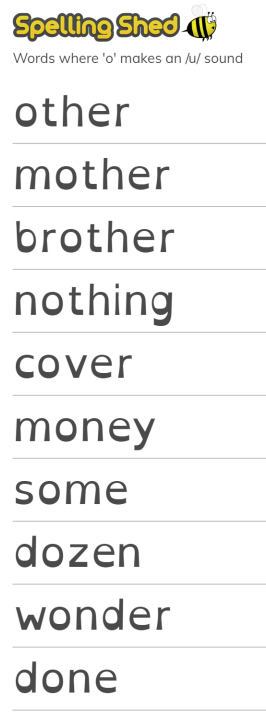 Spelling Shed
Words where 'o' makes an /u/ sound
other
mother
brother
nothing
cover
money
some
dozen
wonder
done